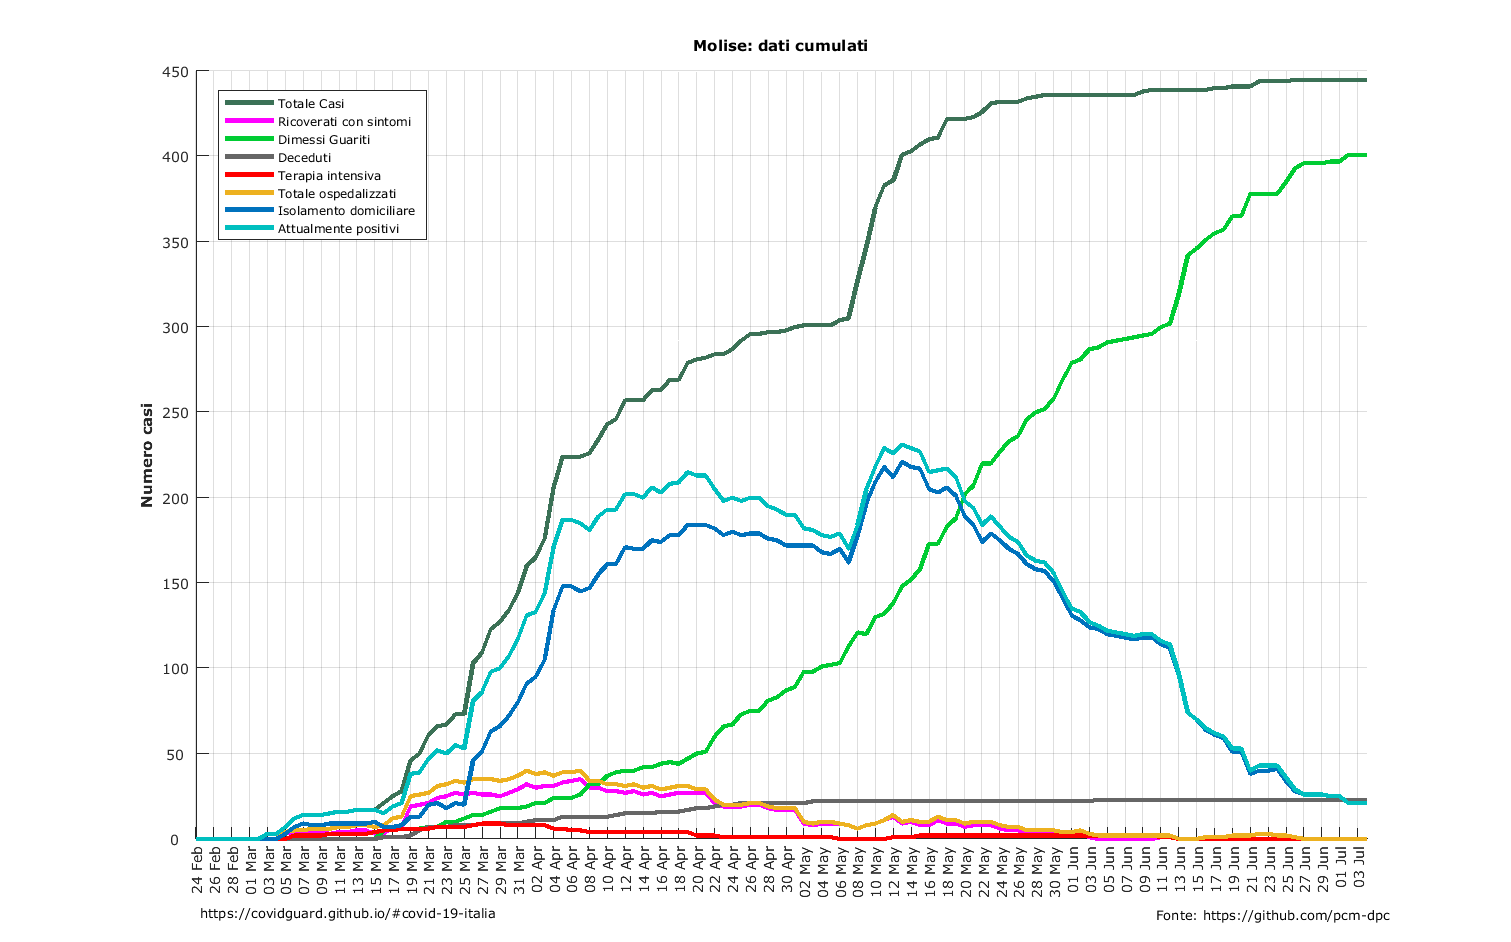 Molise: dati cumulati
450
400
350
300
250
200
150
100
50
0
Numero casi
Totale Casi
Ricoverati con sintomi
Dimessi Guariti
Deceduti
Terapia intensiva
Totale ospedalizzati
Isolamento domiciliare
Attualmente positivi
24 Feb
26 Feb
28 Feb
01 Mar
03 Mar
05 Mar
07 Mar
09 Mar
11 Mar
13 Mar
15 Mar
17 Mar
19 Mar
21 Mar
23 Mar
25 Mar
27 Mar
29 Mar
31 Mar
02 Apr
04 Apr
06 Apr
08 Apr
10 Apr
12 Apr
14 Apr
16 Apr
18 Apr
20 Apr
22 Apr
24 Apr
26 Apr
28 Apr
30 Apr
02 May
04 May
06 May
08 May
10 May
12 May
14 May
16 May
18 May
20 May
22 May
24 May
26 May
28 May
30 May
01 Jun
03 Jun
05 Jun
07 Jun
09 Jun
11 Jun
13 Jun
15 Jun
17 Jun
19 Jun
21 Jun
23 Jun
25 Jun
27 Jun
29 Jun
01 Jul
03 Jul
https://covidguard.github.io/#covid-19-italia
Fonte: https://github.com/pcm-dpc